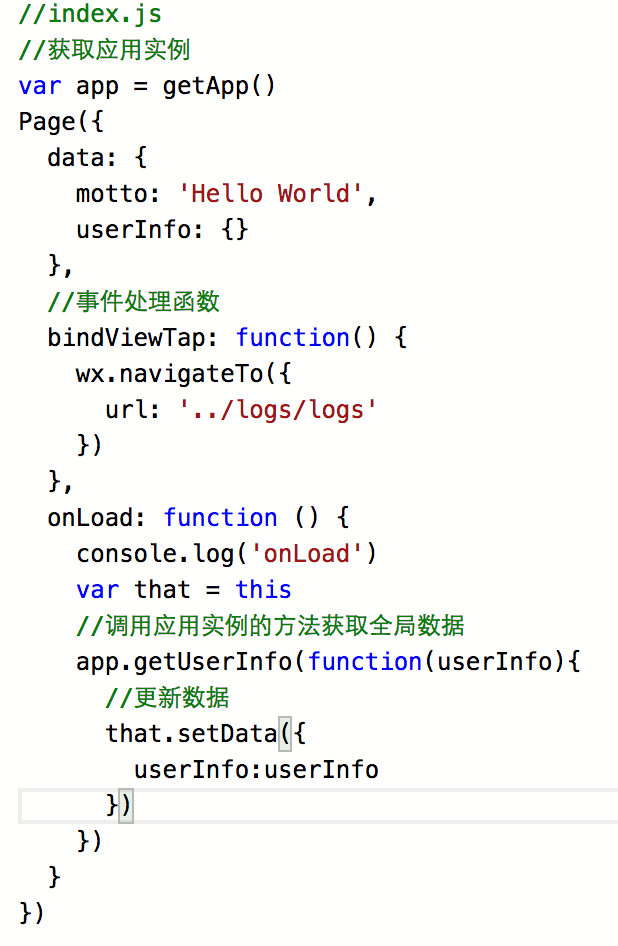 //index.js
//获取应用实例
var app = getApp()
Page({
  data: {
    motto: 'Hello World',
    userInfo: {}
  },
  //事件处理函数
  bindViewTap: function() {
    wx.navigateTo({
      url: '../logs/logs'
    })
  },
  onLoad: function () {
    console.log('onLoad')
    var that = this
    //调用应用实例的方法获取全局数据
    app.getUserInfo(function(userInfo){
      //更新数据
      that.setData({
        userInfo:userInfo
      })
    })
  }
})